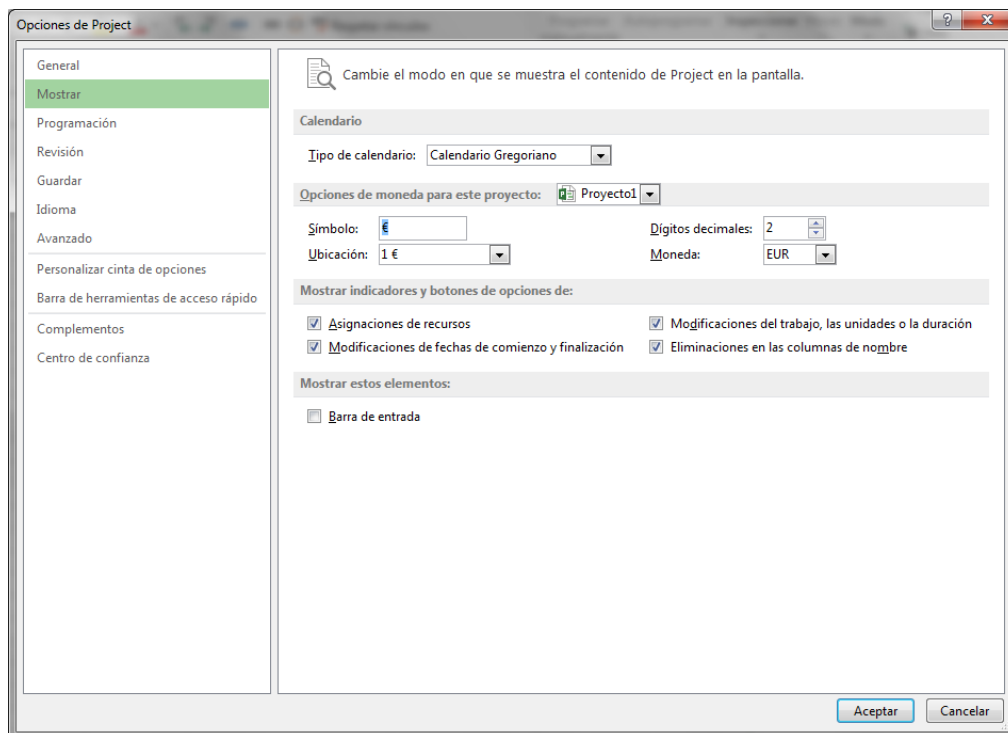 Opciones de Project
?
X
General
Mostrar
Programación
Revisión
Guardar
Idioma
Avanzado
Personalizar cinta de opciones
Barra de herramientas de acceso rápido
Complementos
Centro de confianza
Cambie el modo en que se muestra el contenido de Project en la pantalla.
Calendario
Tipo de calendario: Calendario Gregoriano
Opciones de moneda para este proyecto: Proyecto1
Símbolo: € Dígitos decimales: 2
Ubicación: 1 € Moneda: EUR
Mostrar indicadores y botones de opciones de:
Asignaciones de recursos Modificaciones del trabajo, las unidades o la duración
Modificaciones de fechas de comienzo y finalización Eliminaciones en las columnas de nombre
Mostrar estos elementos:
Barra de entrada
Aceptar Cancelar